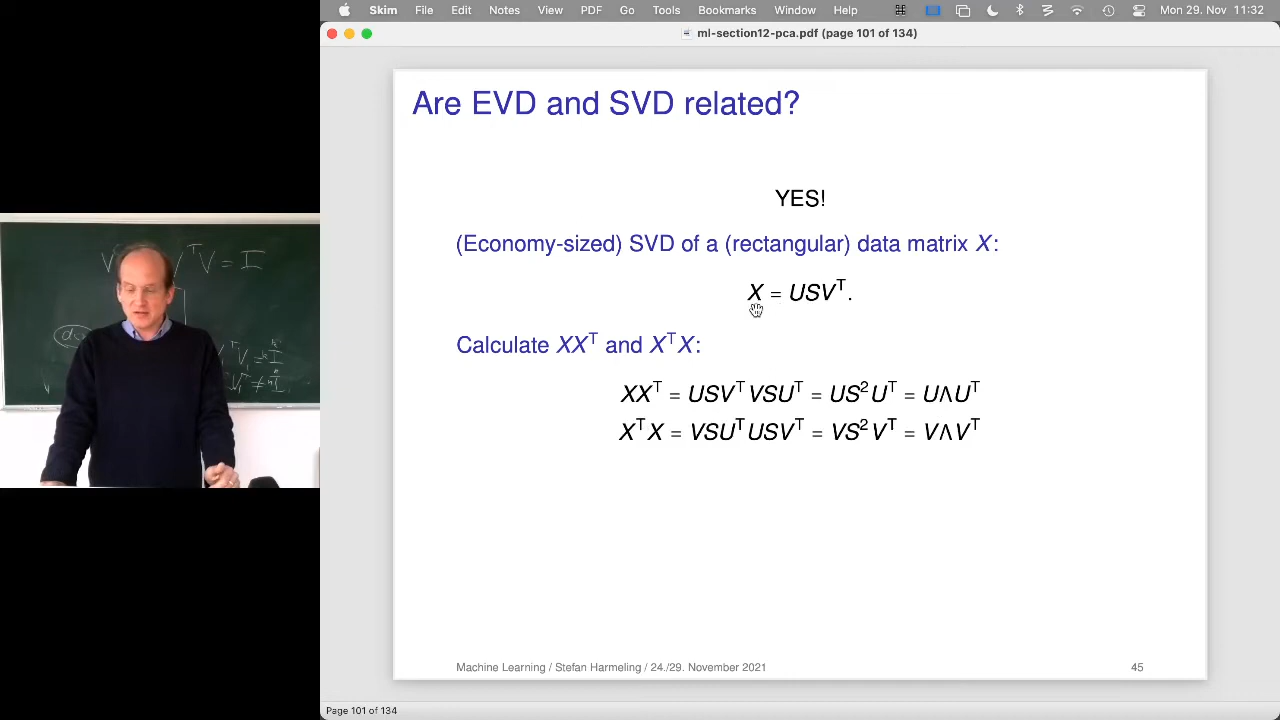 Skim File Edit Notes View PDF Go Tools Bookmarks Window Help Mon 29. Nov 11:32
ml-section12-pca.pdf (page 101 of 134)
Are EVD and SVD related?
YES!
(Economy-sized) SVD of a (rectangular) data matrix X:
X = USVᵀ.
Calculate XXᵀ and XᵀX:
XXᵀ = USVᵀVSUᵀ = US²Uᵀ = UΛUᵀ
XᵀX = VSUᵀUSVᵀ = VS²Vᵀ = VΛVᵀ
Machine Learning / Stefan Harmeling / 24./29. November 2021 45
Page 101 of 134
ᵀV = I